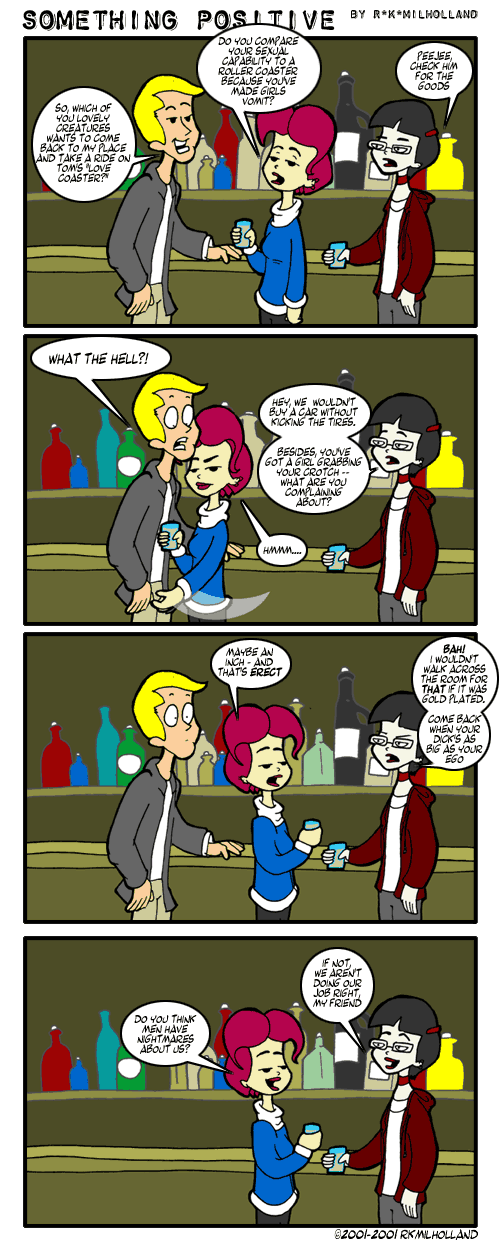 SOMETHING POSITIVE BY R*K*MILHOLLAND
SO, WHICH OF
YOU LOVELY
CREATURES
WANTS TO COME
BACK TO MY PLACE
AND TAKE A RIDE ON
TOM'S "LOVE
COASTER?"
DO YOU COMPARE
YOUR SEXUAL
CAPABILITY TO A
ROLLER COASTER
BECAUSE YOU'VE
MADE GIRLS
VOMIT?
PEEJEE,
CHECK HIM
FOR THE
GOODS
WHAT THE HELL?!
HEY, WE WOULDN'T
BUY A CAR WITHOUT
KICKING THE TIRES.
BESIDES, YOU'VE
GOT A GIRL GRABBING
YOUR CROTCH --
WHAT ARE YOU
COMPLAINING
ABOUT?
HMMM....
MAYBE AN
INCH - AND
THAT'S ERECT
BAH!
I WOULDN'T
WALK ACROSS
THE ROOM FOR
THAT IF IT WAS
GOLD PLATED.
COME BACK
WHEN YOUR
DICK'S AS
BIG AS YOUR
EGO
DO YOU THINK
MEN HAVE
NIGHTMARES
ABOUT US?
IF NOT,
WE AREN'T
DOING OUR
JOB RIGHT,
MY FRIEND
©2001-2001 RKMILHOLLAND